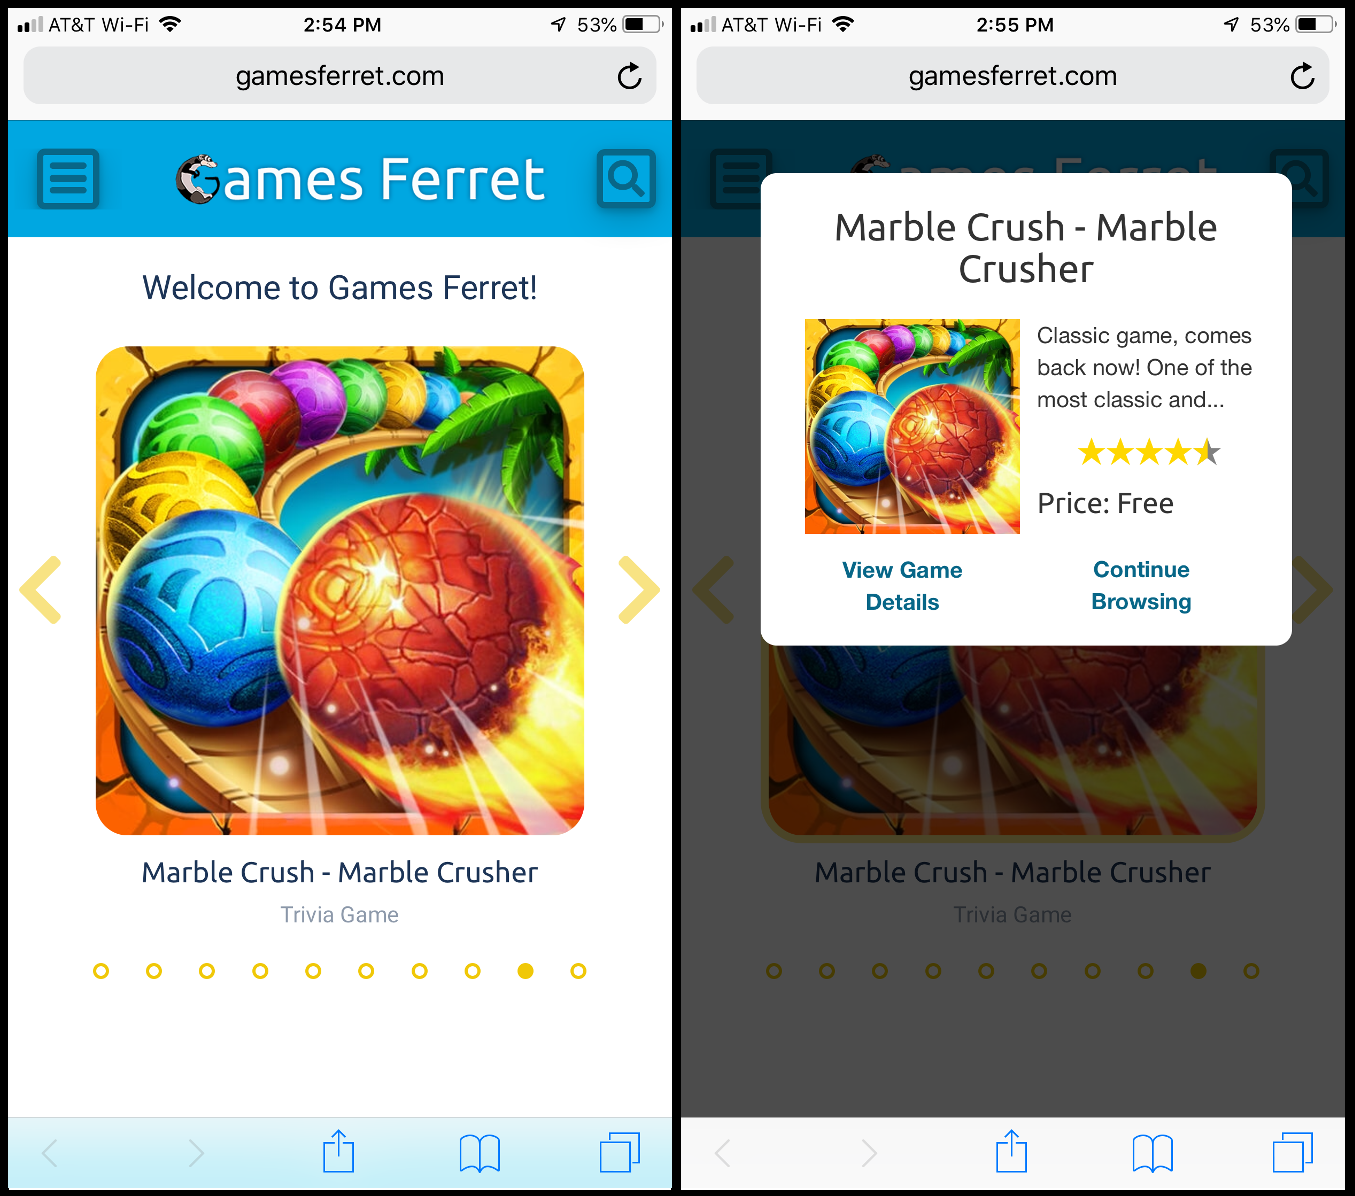 AT&T Wi-Fi 2:54 PM 53%
gamesferret.com
Games Ferret
Welcome to Games Ferret!
Marble Crush - Marble Crusher
Trivia Game
AT&T Wi-Fi 2:55 PM 53%
gamesferret.com
Games Ferret
Marble Crush - Marble
Crusher
Classic game, comes
back now! One of the
most classic and...
Price: Free
View Game
Details
Continue
Browsing
Marble Crush - Marble Crusher
Trivia Game